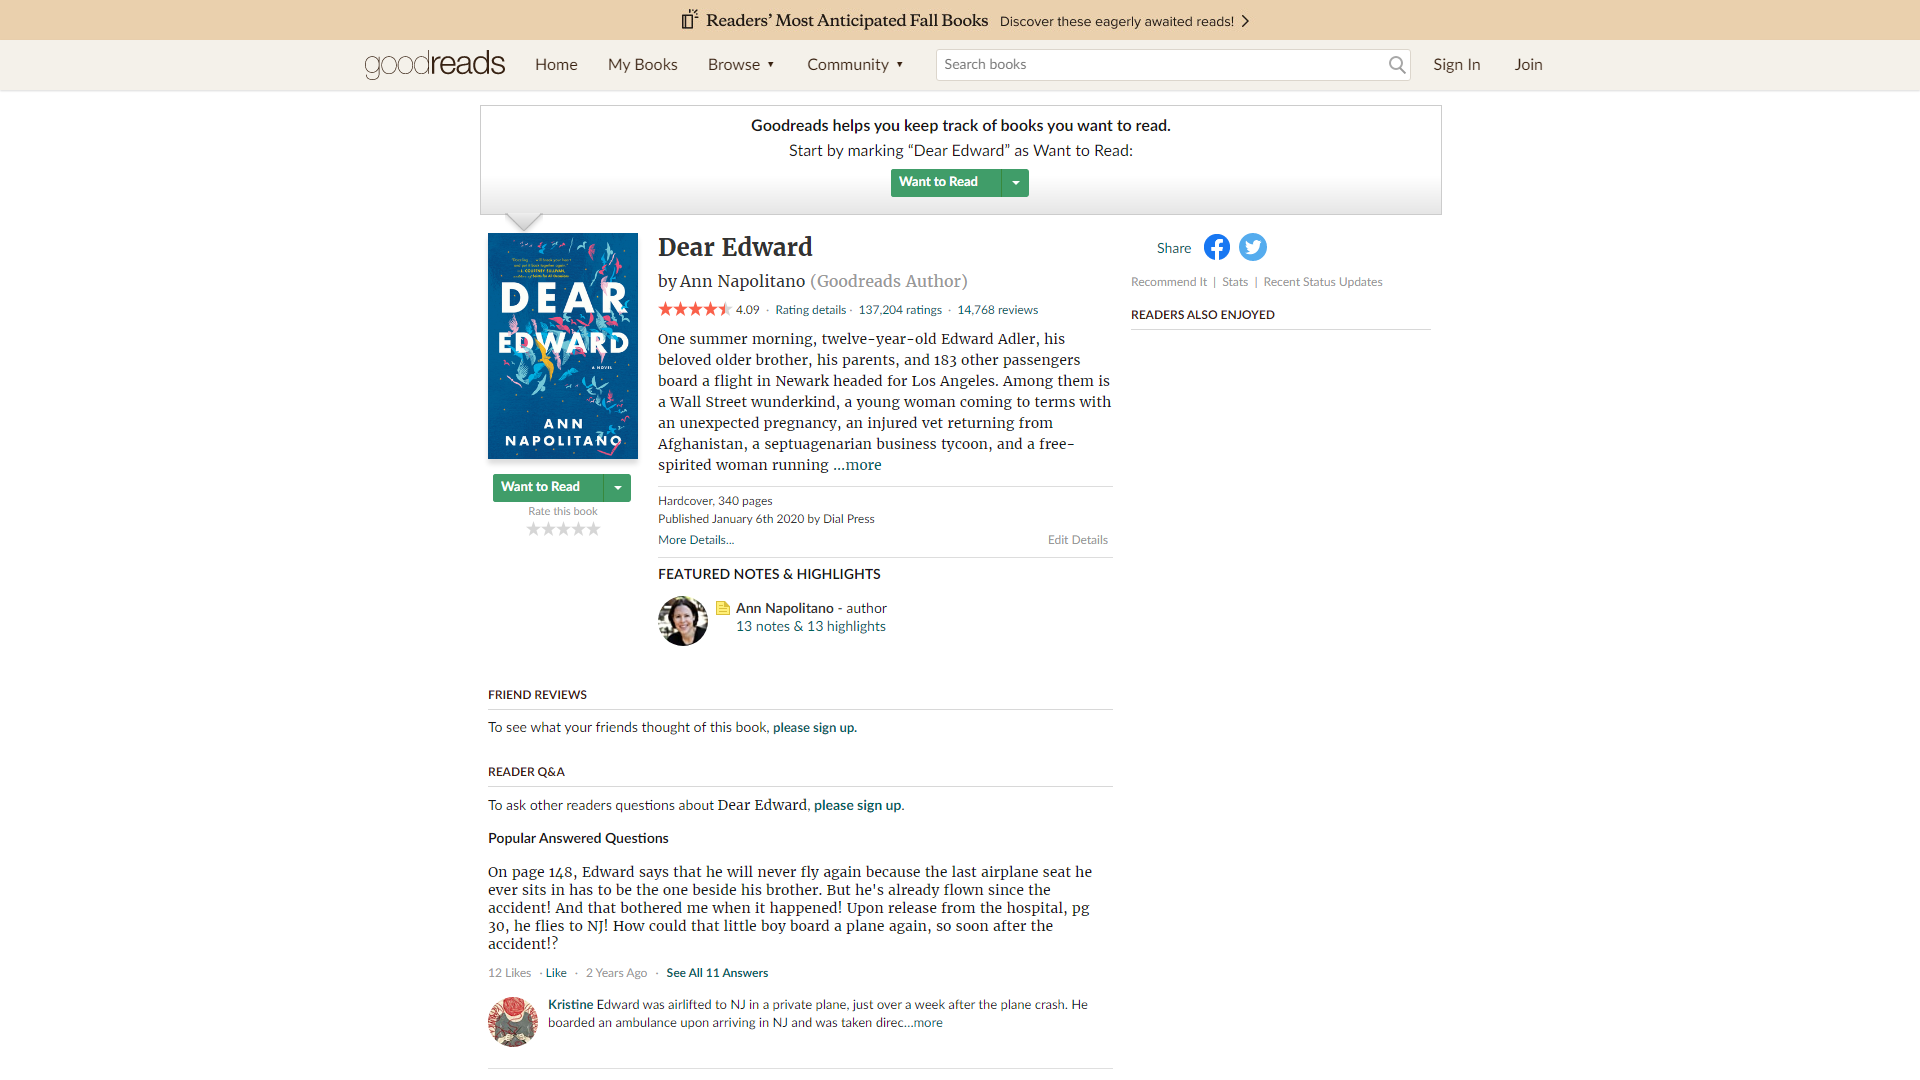 Readers’ Most Anticipated Fall Books Discover these eagerly awaited reads!
goodreads Home My Books Browse ▾ Community ▾ Search books Sign In Join
Goodreads helps you keep track of books you want to read.
Start by marking “Dear Edward” as Want to Read:
Want to Read
DEAR
EDWARD
A NOVEL
ANN
NAPOLITANO
Want to Read
Rate this book
Dear Edward
by Ann Napolitano (Goodreads Author)
4.09 · Rating details · 137,204 ratings · 14,768 reviews
One summer morning, twelve-year-old Edward Adler, his
beloved older brother, his parents, and 183 other passengers
board a flight in Newark headed for Los Angeles. Among them is
a Wall Street wunderkind, a young woman coming to terms with
an unexpected pregnancy, an injured vet returning from
Afghanistan, a septuagenarian business tycoon, and a free-
spirited woman running ...more
Hardcover, 340 pages
Published January 6th 2020 by Dial Press
More Details... Edit Details
FEATURED NOTES & HIGHLIGHTS
Ann Napolitano - author
13 notes & 13 highlights
Share
Recommend It | Stats | Recent Status Updates
READERS ALSO ENJOYED
FRIEND REVIEWS
To see what your friends thought of this book, please sign up.
READER Q&A
To ask other readers questions about Dear Edward, please sign up.
Popular Answered Questions
On page 148, Edward says that he will never fly again because the last airplane seat he
ever sits in has to be the one beside his brother. But he's already flown since the
accident! And that bothered me when it happened! Upon release from the hospital, pg
30, he flies to NJ! How could that little boy board a plane again, so soon after the
accident!?
12 Likes · Like · 2 Years Ago · See All 11 Answers
Kristine Edward was airlifted to NJ in a private plane, just over a week after the plane crash. He
boarded an ambulance upon arriving in NJ and was taken direc...more